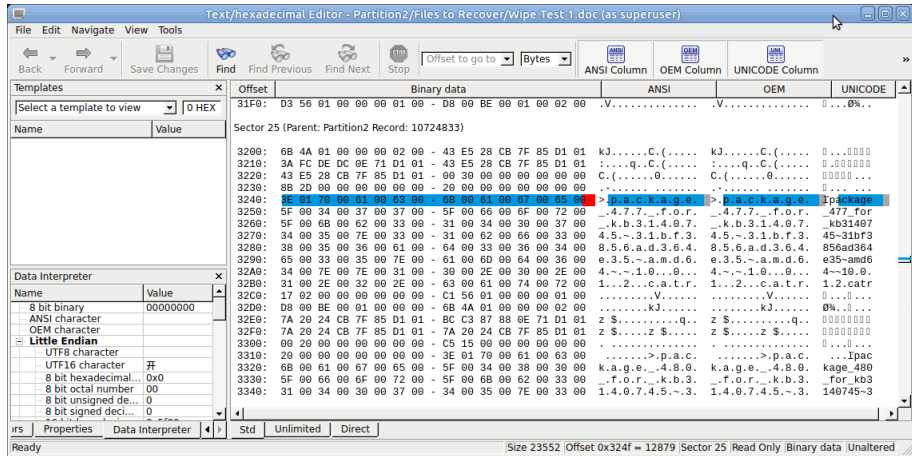 Text/hexadecimal Editor - Partition2/Files to Recover/Wipe Test 1.doc (as superuser)
File Edit Navigate View Tools
Back Forward Save Changes Find Find Previous Find Next Stop Offset to go to Bytes ANSI Column OEM Column UNICODE Column »
ANSI OEM UNI
STOP
Templates ×
Select a template to view 0 HEX
Name Value
Offset Binary data ANSI OEM UNICODE
31F0: D3 56 01 00 00 00 01 00 - D8 00 BE 00 01 00 02 00 .V.............. .V..............
Sector 25 (Parent: Partition2 Record: 10724833)
3200: 6B 4A 01 00 00 00 02 00 - 43 E5 28 CB 7F 85 D1 01 kJ......C.(..... kJ......C.(.....
3210: 3A FC DE DC 0E 71 D1 01 - 43 E5 28 CB 7F 85 D1 01 :....q..C.(..... :....q..C.(.....
3220: 43 E5 28 CB 7F 85 D1 01 - 00 30 00 00 00 00 00 00 C.(......0...... C.(......0......
3230: 8B 2D 00 00 00 00 00 00 - 20 00 00 00 00 00 00 00 .-...... ....... .-...... .......
3240: 3E 01 70 00 61 00 63 00 - 6B 00 61 00 67 00 65 00 >.p.a.c.k.a.g.e. >.p.a.c.k.a.g.e. package
3250: 5F 00 34 00 37 00 37 00 - 5F 00 66 00 6F 00 72 00 _.4.7.7._.f.o.r. _.4.7.7._.f.o.r. _477_for
3260: 5F 00 6B 00 62 00 33 00 - 31 00 34 00 30 00 37 00 _.k.b.3.1.4.0.7. _.k.b.3.1.4.0.7. _kb31407
3270: 34 00 35 00 7E 00 33 00 - 31 00 62 00 66 00 33 00 4.5.~.3.1.b.f.3. 4.5.~.3.1.b.f.3. 45~31bf3
3280: 38 00 35 00 36 00 61 00 - 64 00 33 00 36 00 34 00 8.5.6.a.d.3.6.4. 8.5.6.a.d.3.6.4. 856ad364
3290: 65 00 33 00 35 00 7E 00 - 61 00 6D 00 64 00 36 00 e.3.5.~.a.m.d.6. e.3.5.~.a.m.d.6. e35~amd6
32A0: 34 00 7E 00 7E 00 31 00 - 30 00 2E 00 30 00 2E 00 4.~.~.1.0...0... 4.~.~.1.0...0... 4~~10.0.
32B0: 31 00 2E 00 32 00 2E 00 - 63 00 61 00 74 00 72 00 1...2...c.a.t.r. 1...2...c.a.t.r. 1.2.catr
32C0: 17 02 00 00 00 00 00 00 - C1 56 01 00 00 00 01 00 .........V...... .........V......
32D0: D8 00 BE 00 01 00 00 00 - 6B 4A 01 00 00 00 02 00 ........kJ...... ........kJ......
32E0: 7A 20 24 CB 7F 85 D1 01 - BC C3 87 88 0E 71 D1 01 z $..........q.. z $..........q..
32F0: 7A 20 24 CB 7F 85 D1 01 - 7A 20 24 CB 7F 85 D1 01 z $.....z $..... z $.....z $.....
3300: 00 20 00 00 00 00 00 00 - C5 15 00 00 00 00 00 00 . .............. . ..............
3310: 20 00 00 00 00 00 00 00 - 3E 01 70 00 61 00 63 00 .......>.p.a.c. .......>.p.a.c. pac
3320: 6B 00 61 00 67 00 65 00 - 5F 00 34 00 38 00 30 00 k.a.g.e._.4.8.0. k.a.g.e._.4.8.0. kage_480
3330: 5F 00 66 00 6F 00 72 00 - 5F 00 6B 00 62 00 33 00 _.f.o.r._.k.b.3. _.f.o.r._.k.b.3. _for_kb3
3340: 31 00 34 00 30 00 37 00 - 34 00 35 00 7E 00 33 00 1.4.0.7.4.5.~.3. 1.4.0.7.4.5.~.3. 140745~3
Data Interpreter ×
Name Value
8 bit binary 00000000
ANSI character
OEM character
Little Endian
UTF8 character
UTF16 character
8 bit hexadecimal... 0x0
8 bit octal number 00
8 bit unsigned de... 0
8 bit signed deci... 0
rs Properties Data Interpreter
Std Unlimited Direct
Ready Size 23552 Offset 0x324f = 12879 Sector 25 Read Only Binary data Unaltered